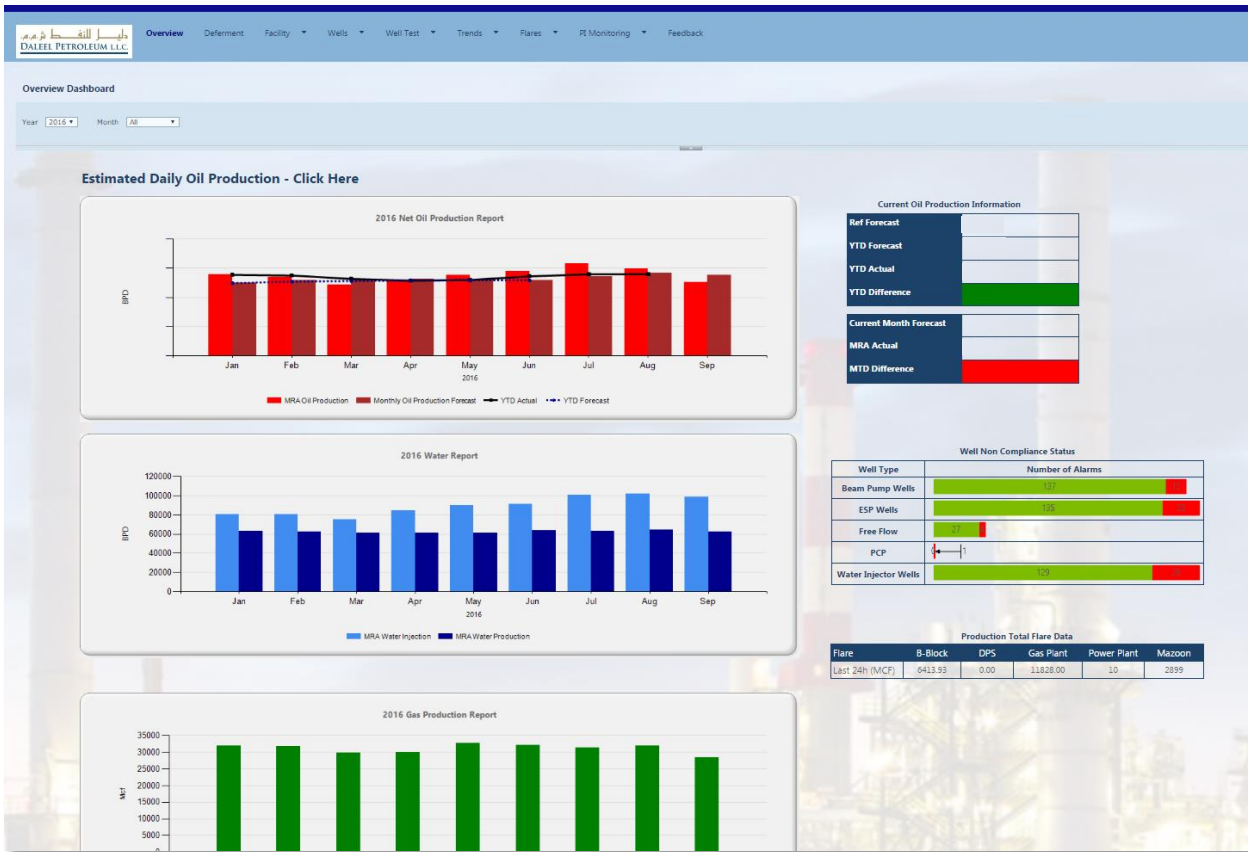 دليــل للنفــــط ش.م.م.
DALEEL PETROLEUM L.L.C.
Overview Deferment Facility Wells Well Test Trends Flares PI Monitoring Feedback
Overview Dashboard
Year 2016 Month All
Estimated Daily Oil Production - Click Here
2016 Net Oil Production Report
BPD
Jan Feb Mar Apr May Jun Jul Aug Sep
2016
MRA Oil Production Monthly Oil Production Forecast YTD Actual YTD Forecast
Current Oil Production Information
Ref Forecast
YTD Forecast
YTD Actual
YTD Difference
Current Month Forecast
MRA Actual
MTD Difference
2016 Water Report
120000
100000
80000
60000
40000
20000
0
BPD
Jan Feb Mar Apr May Jun Jul Aug Sep
2016
MRA Water Injection MRA Water Production
Well Non Compliance Status
Well Type Number of Alarms
Beam Pump Wells 137
ESP Wells 135
Free Flow 27
PCP 1
Water Injector Wells 129
Production Total Flare Data
Flare B-Block DPS Gas Plant Power Plant Mazoon
Last 24h (MCF) 6413.93 0.00 11828.00 10 2899
2016 Gas Production Report
35000
30000
25000
20000
15000
10000
5000
0
Mcf